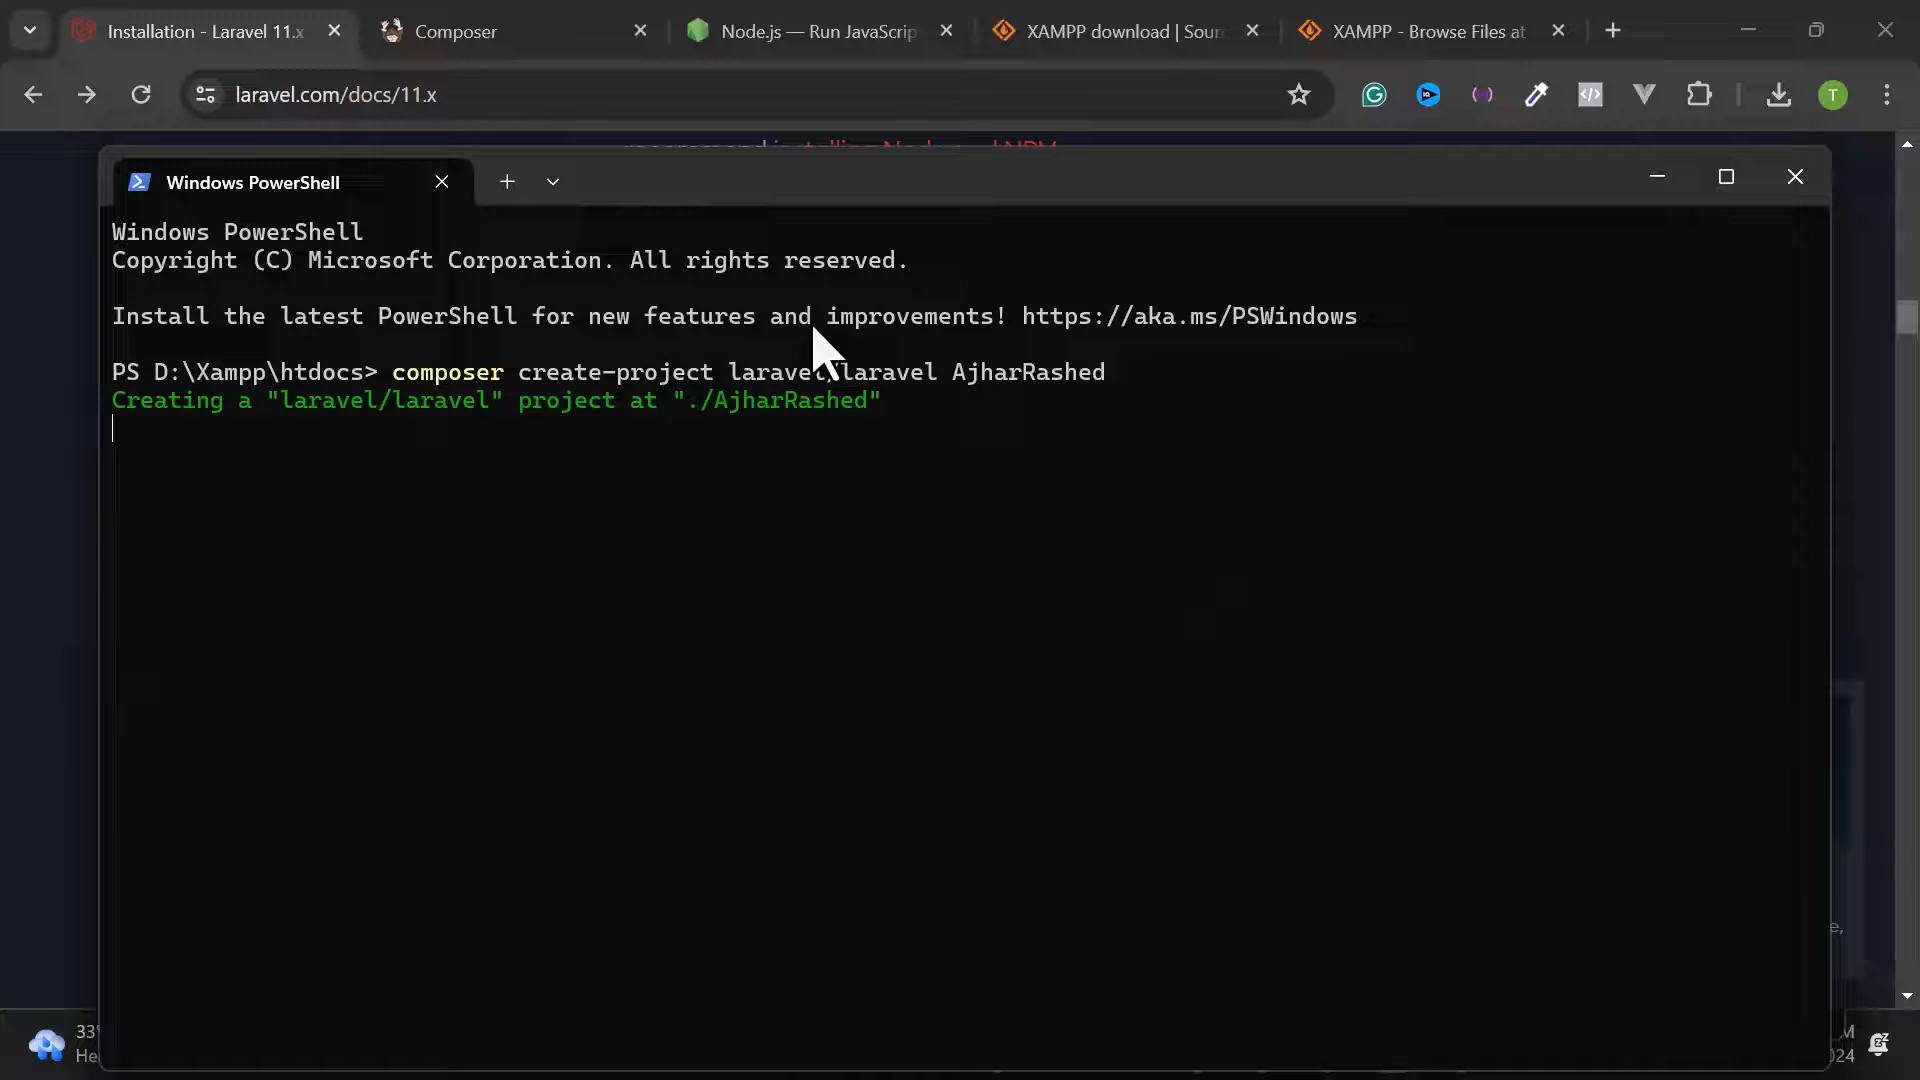 Installation - Laravel 11.x
Composer
Node.js — Run JavaScrip
XAMPP download | Sour
XAMPP - Browse Files at
laravel.com/docs/11.x
T
Windows PowerShell
Windows PowerShell
Copyright (C) Microsoft Corporation. All rights reserved.
Install the latest PowerShell for new features and improvements! https://aka.ms/PSWindows
PS D:\Xampp\htdocs> composer create-project laravel/laravel AjharRashed
Creating a "laravel/laravel" project at "./AjharRashed"
e,
33°
He
M
024